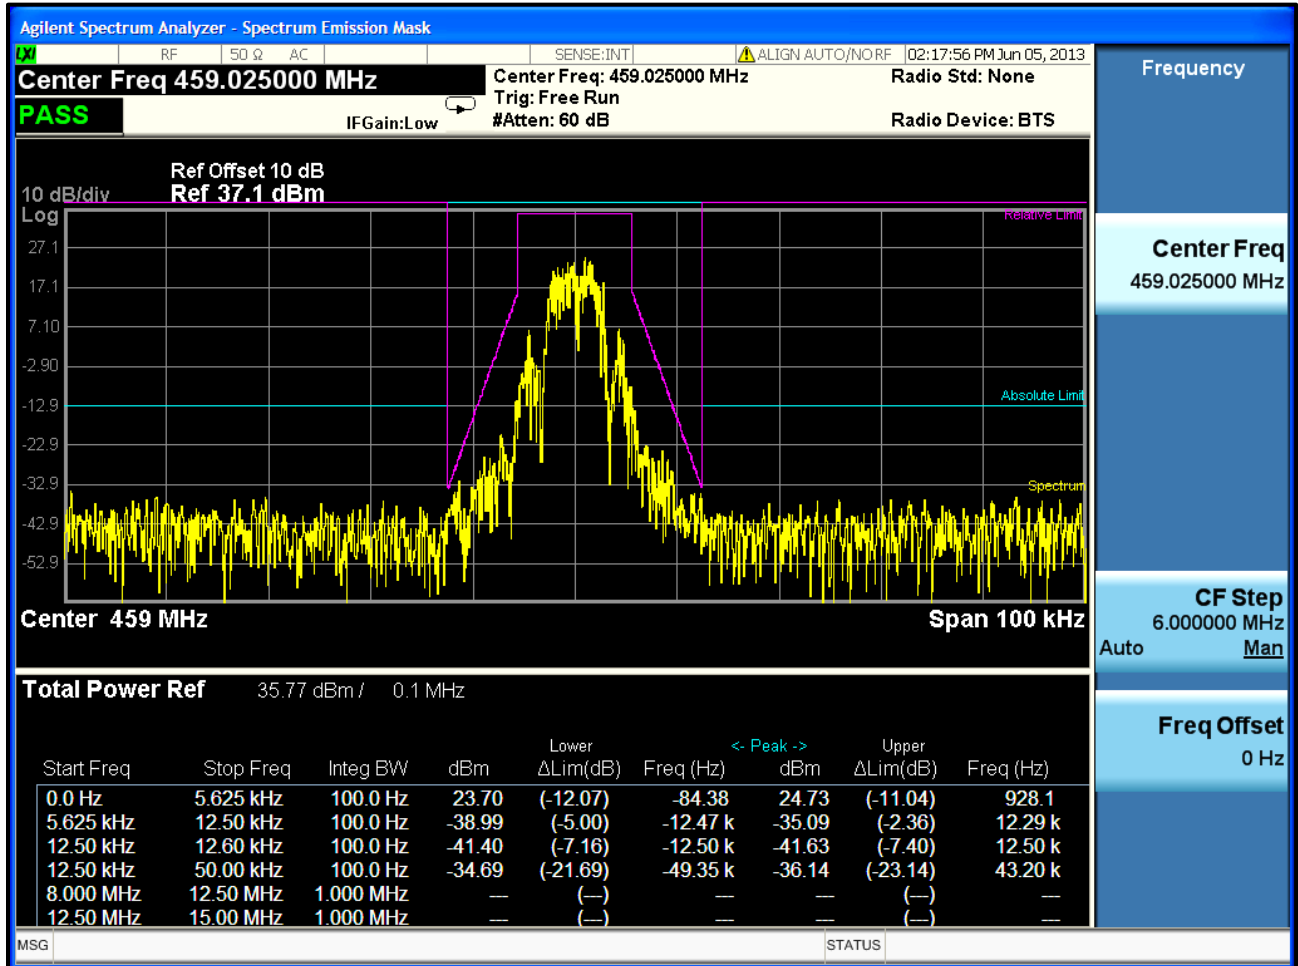 Agilent Spectrum Analyzer - Spectrum Emission Mask
LXI RF 50 Ω AC SENSE:INT ALIGN AUTO/NO RF 02:17:56 PM Jun 05, 2013
Center Freq 459.025000 MHz
Center Freq: 459.025000 MHz
Radio Std: None
Trig: Free Run
PASS
IFGain:Low
#Atten: 60 dB
Radio Device: BTS
Ref Offset 10 dB
10 dB/div Ref 37.1 dBm
Log
Relative Limit
27.1
17.1
7.10
-2.90
-12.9
Absolute Limit
-22.9
-32.9
Spectrum
-42.9
-52.9
Center 459 MHz Span 100 kHz
Total Power Ref 35.77 dBm / 0.1 MHz
Lower <- Peak -> Upper
Start Freq Stop Freq Integ BW dBm ΔLim(dB) Freq (Hz) dBm ΔLim(dB) Freq (Hz)
0.0 Hz 5.625 kHz 100.0 Hz 23.70 (-12.07) -84.38 24.73 (-11.04) 928.1
5.625 kHz 12.50 kHz 100.0 Hz -38.99 (-5.00) -12.47 k -35.09 (-2.36) 12.29 k
12.50 kHz 12.60 kHz 100.0 Hz -41.40 (-7.16) -12.50 k -41.63 (-7.40) 12.50 k
12.50 kHz 50.00 kHz 100.0 Hz -34.69 (-21.69) -49.35 k -36.14 (-23.14) 43.20 k
8.000 MHz 12.50 MHz 1.000 MHz --- (---) --- --- (---) ---
12.50 MHz 15.00 MHz 1.000 MHz --- (---) --- --- (---) ---
MSG STATUS
Frequency
Center Freq
459.025000 MHz
CF Step
6.000000 MHz
Auto Man
Freq Offset
0 Hz